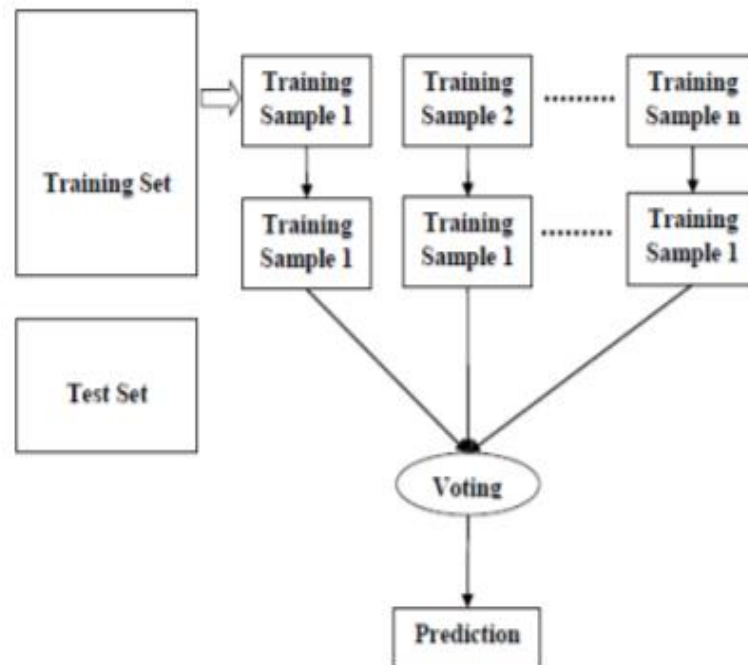 Training Set
Training
Sample 1
Training
Sample 2
Training
Sample n
Training
Sample 1
Training
Sample 1
Training
Sample 1
Test Set
Voting
Prediction